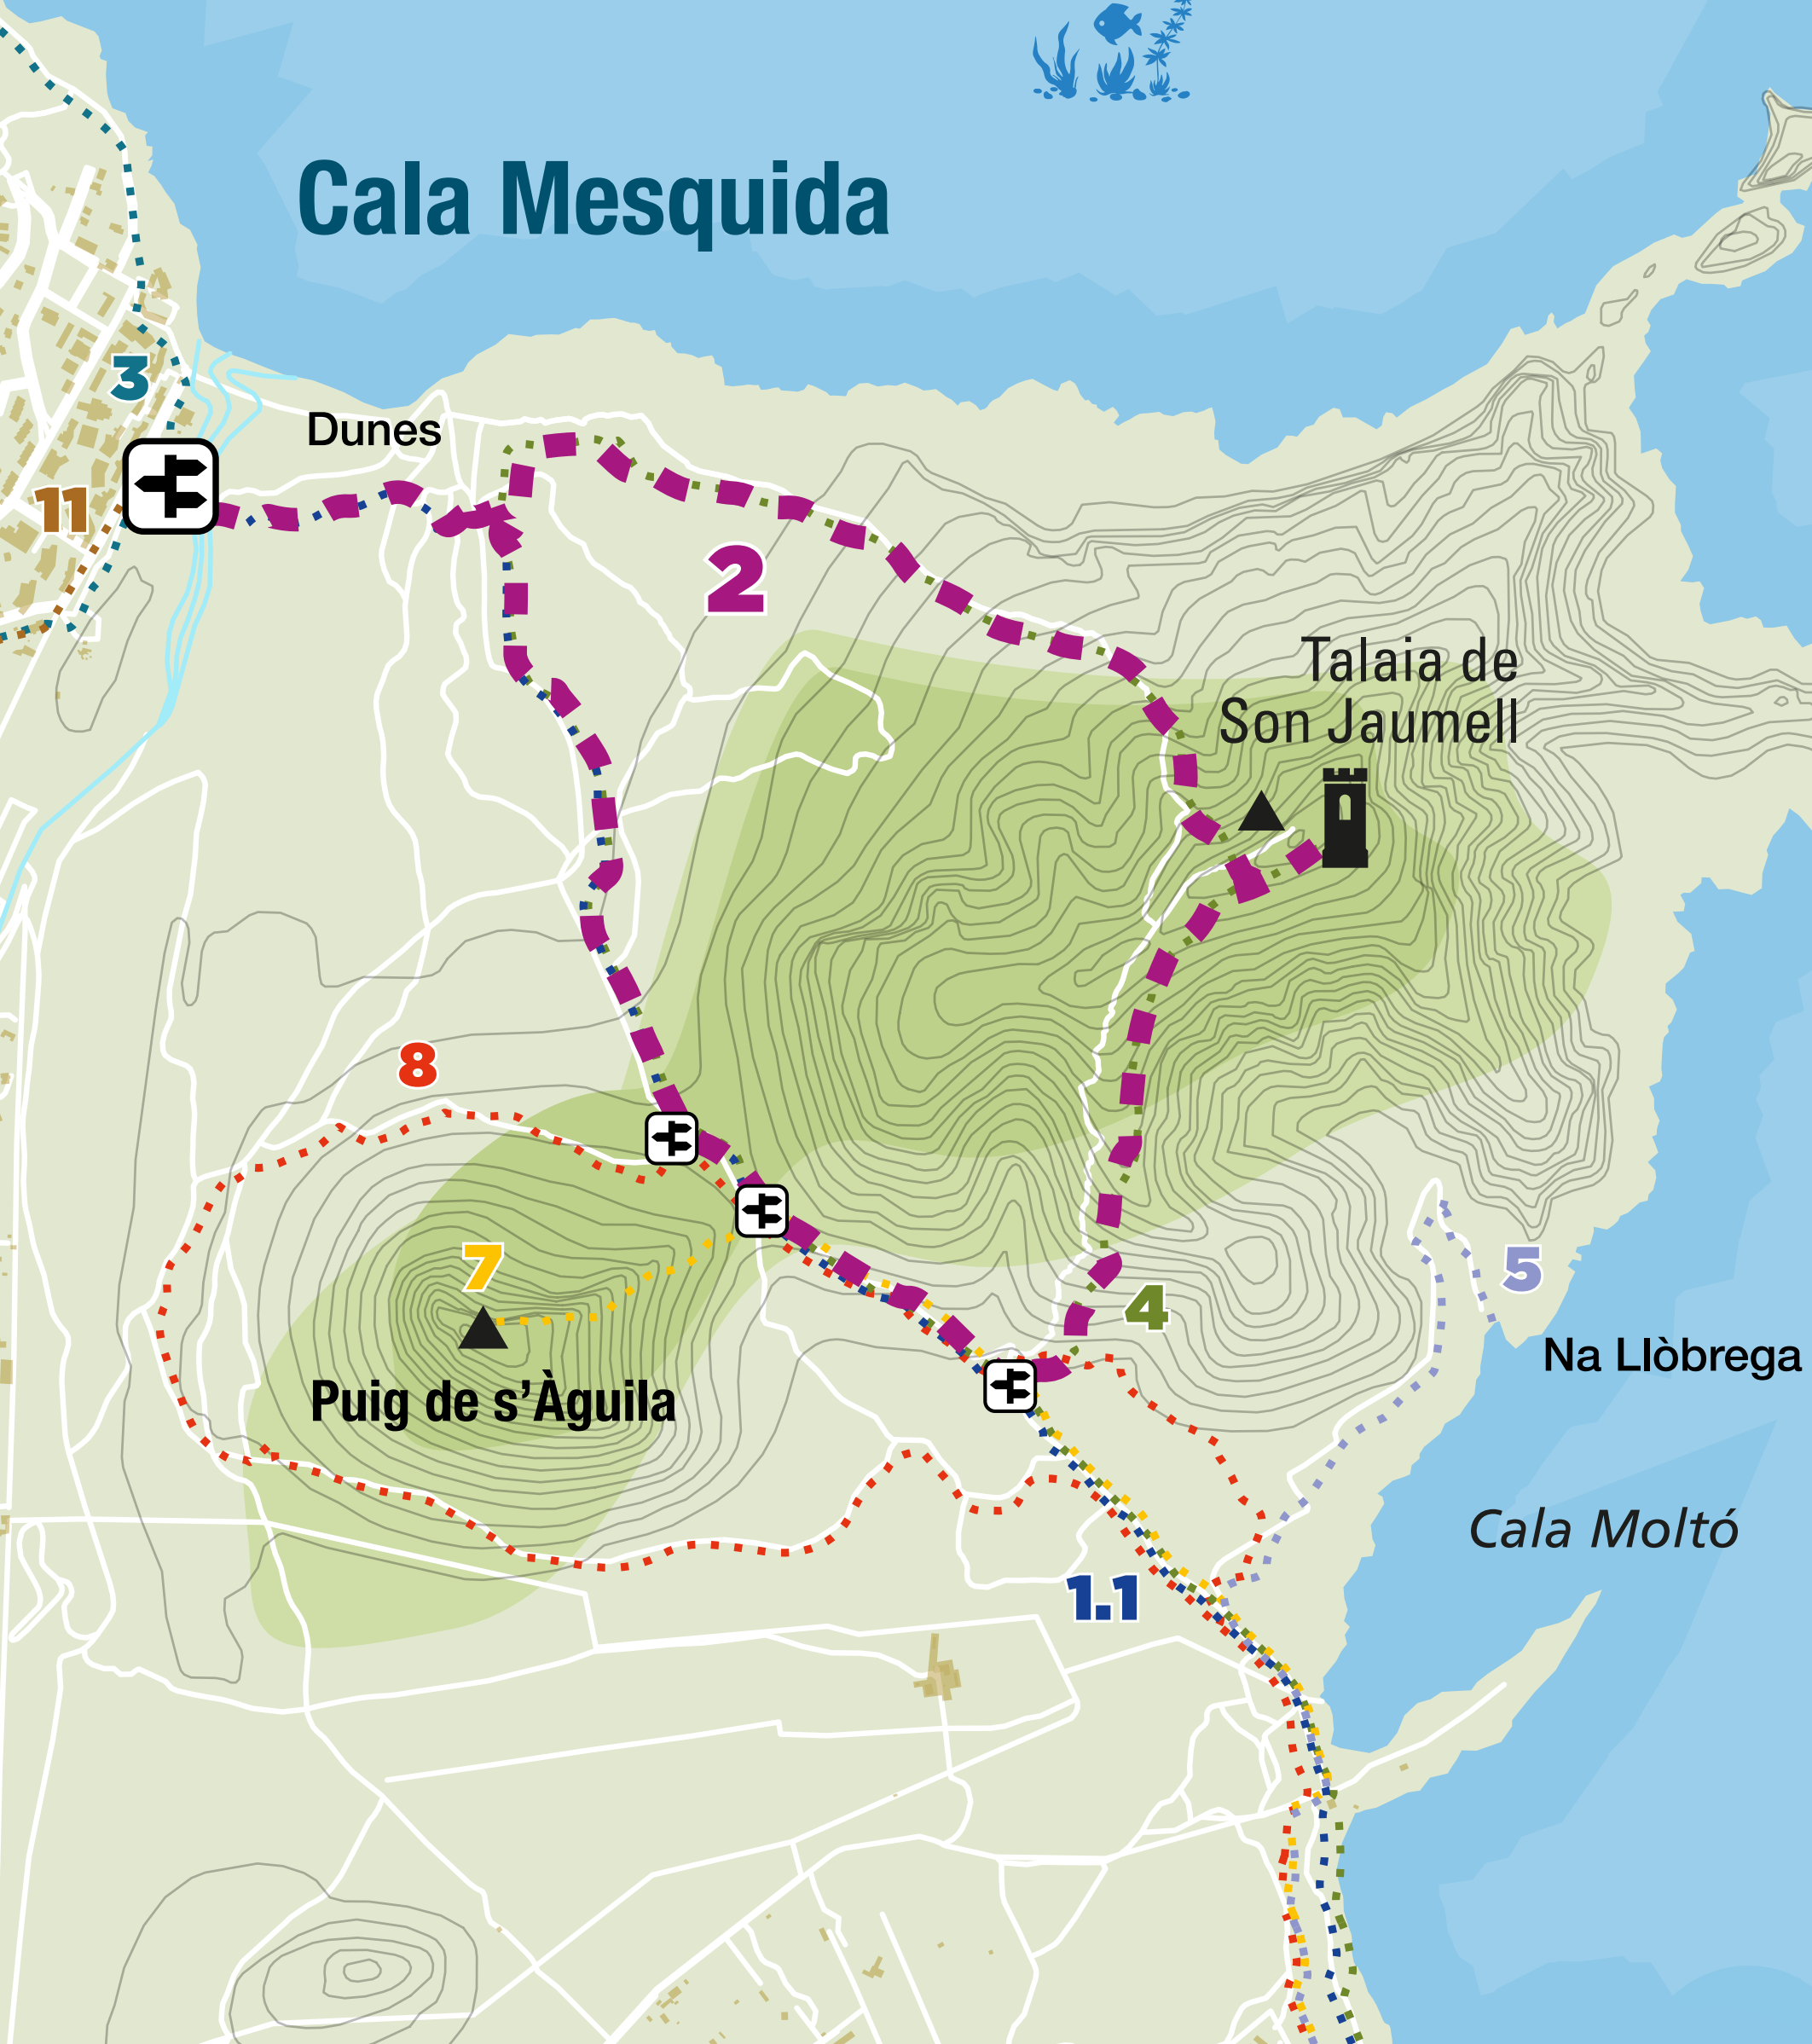 Cala Mesquida
3
Dunes
11
2
Talaia de
Son Jaumell
8
7
5
4
Na Llòbrega
Puig de s’Àguila
Cala Moltó
1.1